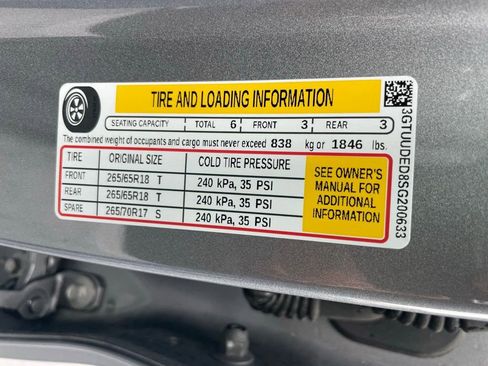 TIRE AND LOADING INFORMATION
SEATING CAPACITY TOTAL 6 FRONT 3 REAR 3
The combined weight of occupants and cargo must never exceed 838 kg or 1846 lbs.
TIRE ORIGINAL SIZE COLD TIRE PRESSURE
FRONT 265/65R18 T 240 kPa, 35 PSI
REAR 265/65R18 T 240 kPa, 35 PSI
SPARE 265/70R17 S 240 kPa, 35 PSI
SEE OWNER'S
MANUAL FOR
ADDITIONAL
INFORMATION
3GTUUDED8SG200633